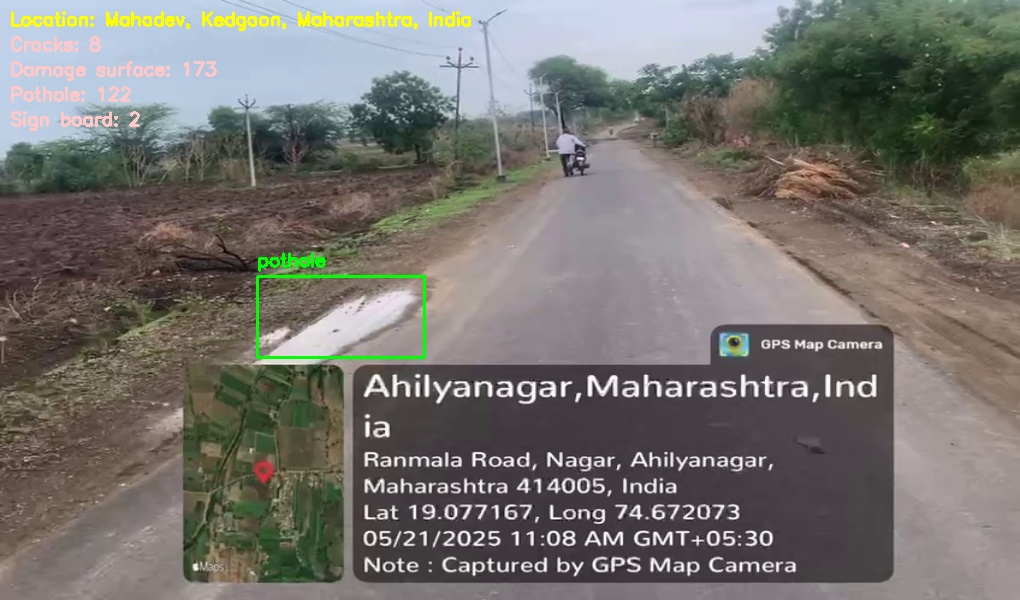 Location: Mahadev, Kedgaon, Maharashtra, India
Cracks: 8
Damage surface: 173
Pothole: 122
Sign board: 2
pothole
GPS Map Camera
Ahilyanagar,Maharashtra,Ind
ia
Ranmala Road, Nagar, Ahilyanagar,
Maharashtra 414005, India
Lat 19.077167, Long 74.672073
05/21/2025 11:08 AM GMT+05:30
Note : Captured by GPS Map Camera
Maps